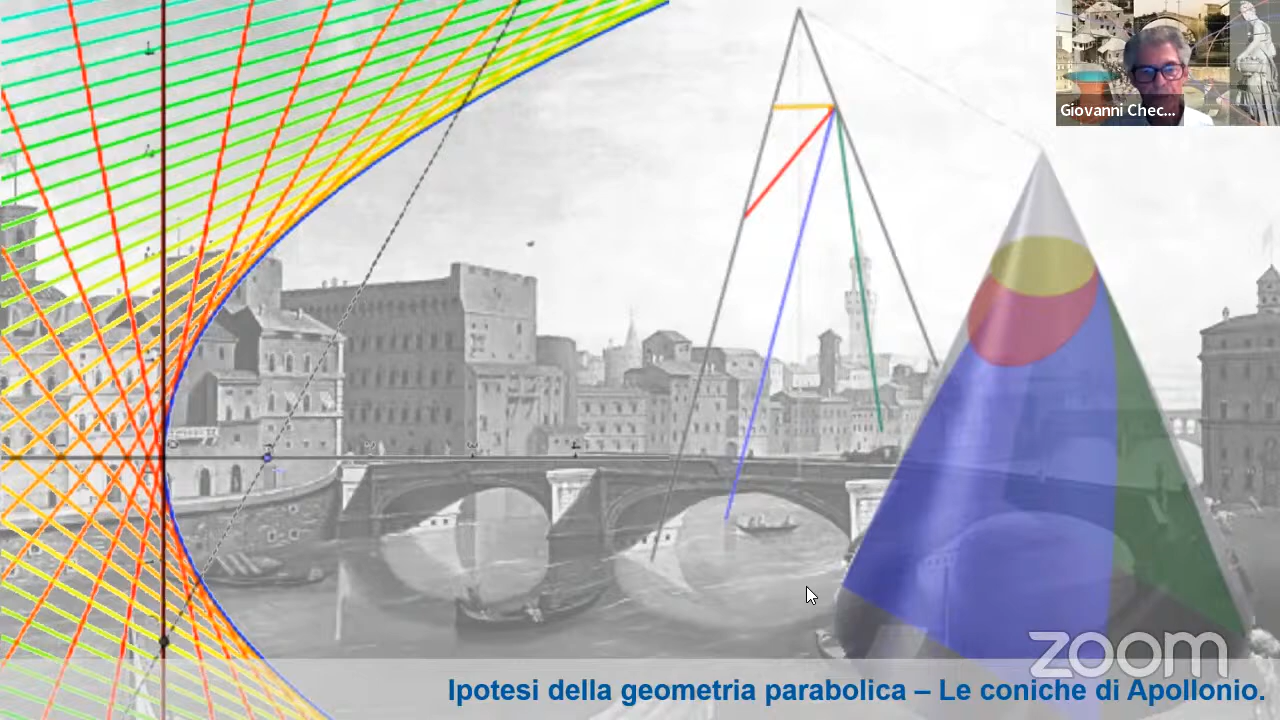 Giovanni Chec...
zoom
Ipotesi della geometria parabolica – Le coniche di Apollonio.